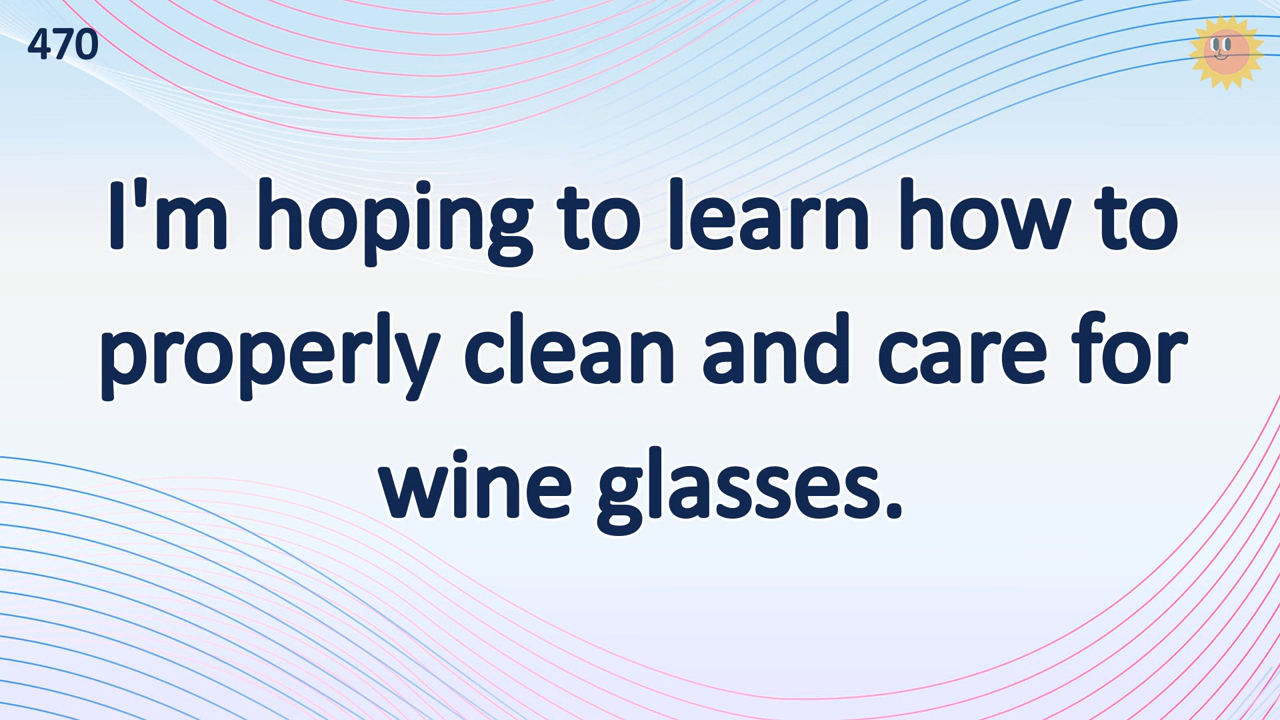 470
I'm hoping to learn how to
properly clean and care for
wine glasses.